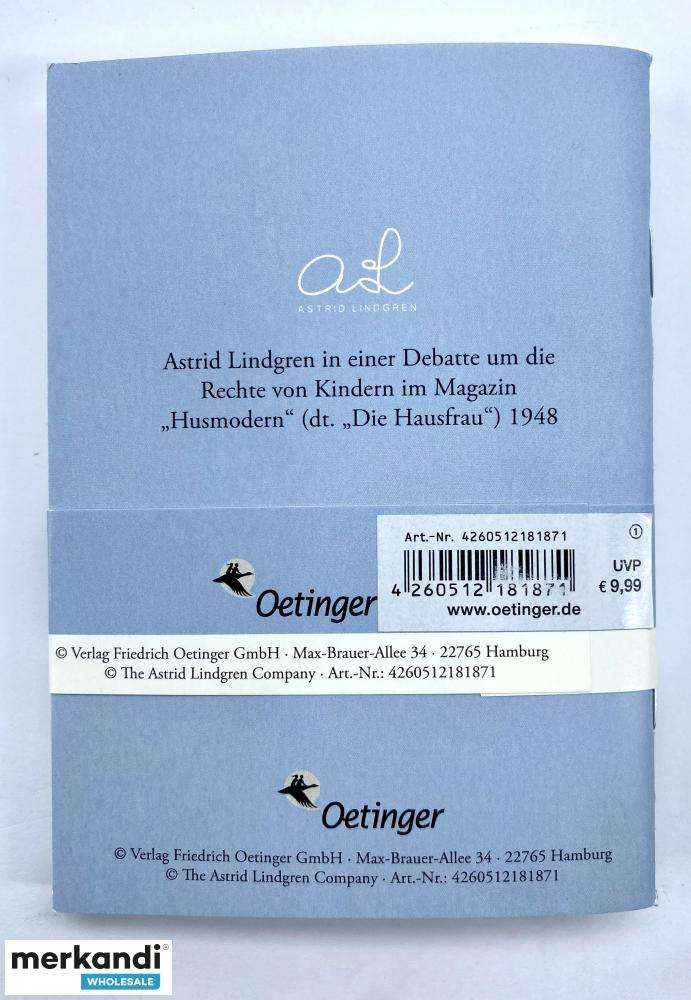 aL
ASTRID LINDGREN
Astrid Lindgren in einer Debatte um die
Rechte von Kindern im Magazin
„Husmodern“ (dt. „Die Hausfrau“) 1948
Art.-Nr. 4260512181871
①
4 260512 181871
UVP
€ 9,99
www.oetinger.de
Oetinger
© Verlag Friedrich Oetinger GmbH · Max-Brauer-Allee 34 · 22765 Hamburg
© The Astrid Lindgren Company · Art.-Nr.: 4260512181871
Oetinger
© Verlag Friedrich Oetinger GmbH · Max-Brauer-Allee 34 · 22765 Hamburg
© The Astrid Lindgren Company · Art.-Nr.: 4260512181871
merkandi®
WHOLESALE